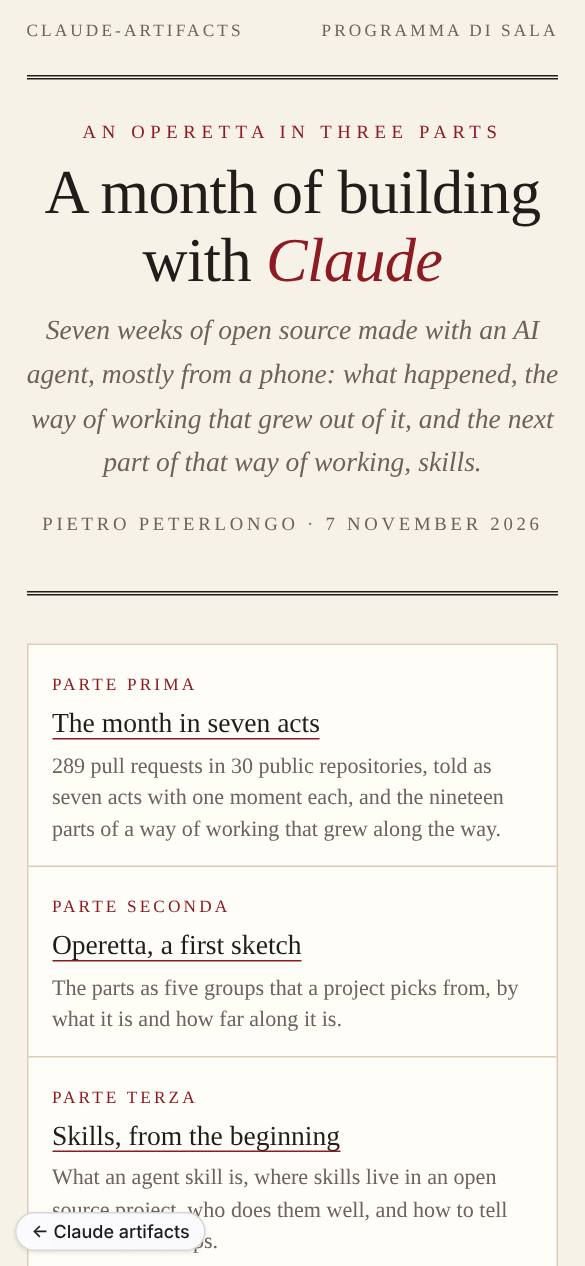 CLAUDE-ARTIFACTS
PROGRAMMA DI SALA
AN OPERETTA IN THREE PARTS
A month of building
with Claude
Seven weeks of open source made with an AI
agent, mostly from a phone: what happened, the
way of working that grew out of it, and the next
part of that way of working, skills.
PIETRO PETERLONGO · 7 NOVEMBER 2026
PARTE PRIMA
The month in seven acts
289 pull requests in 30 public repositories, told as
seven acts with one moment each, and the nineteen
parts of a way of working that grew along the way.
PARTE SECONDA
Operetta, a first sketch
The parts as five groups that a project picks from, by
what it is and how far along it is.
PARTE TERZA
Skills, from the beginning
What an agent skill is, where skills live in an open
source project, who does them well, and how to tell
← Claude artifacts